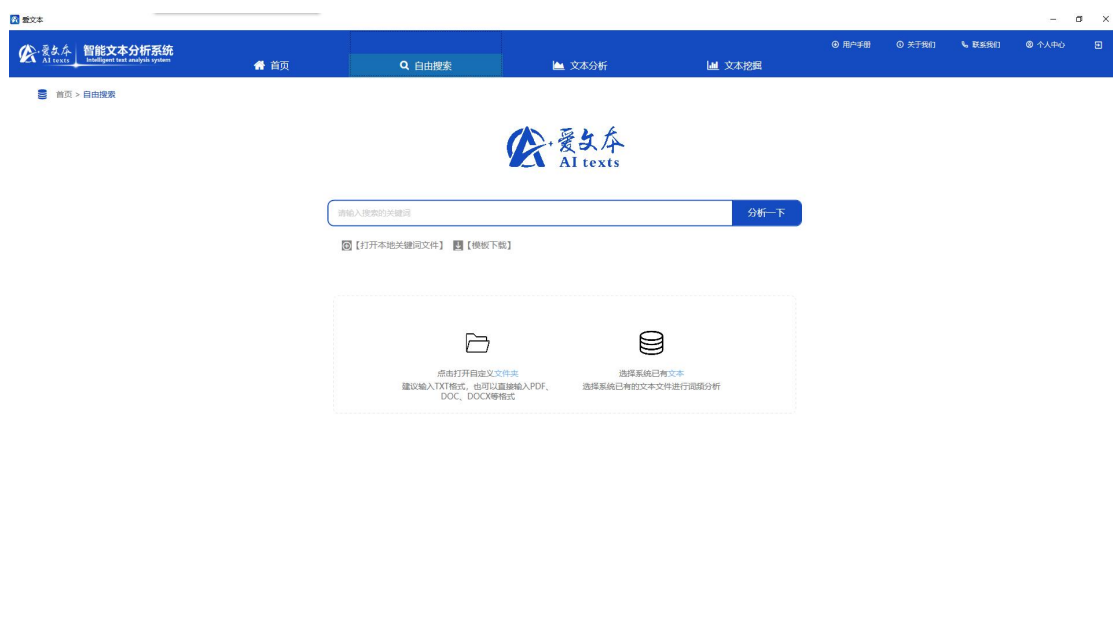 爱文本
爱文本
AI texts
智能文本分析系统
Intelligent text analysis system
首页
自由搜索
文本分析
文本挖掘
用户手册
关于我们
联系我们
个人中心
首页 > 自由搜索
爱文本
AI texts
请输入搜索的关键词
分析一下
【打开本地关键词文件】
【模板下载】
点击打开自定义文件夹
建议输入TXT格式，也可以直接输入PDF、
DOC、DOCX等格式
选择系统已有文本
选择系统已有的文本文件进行词频分析